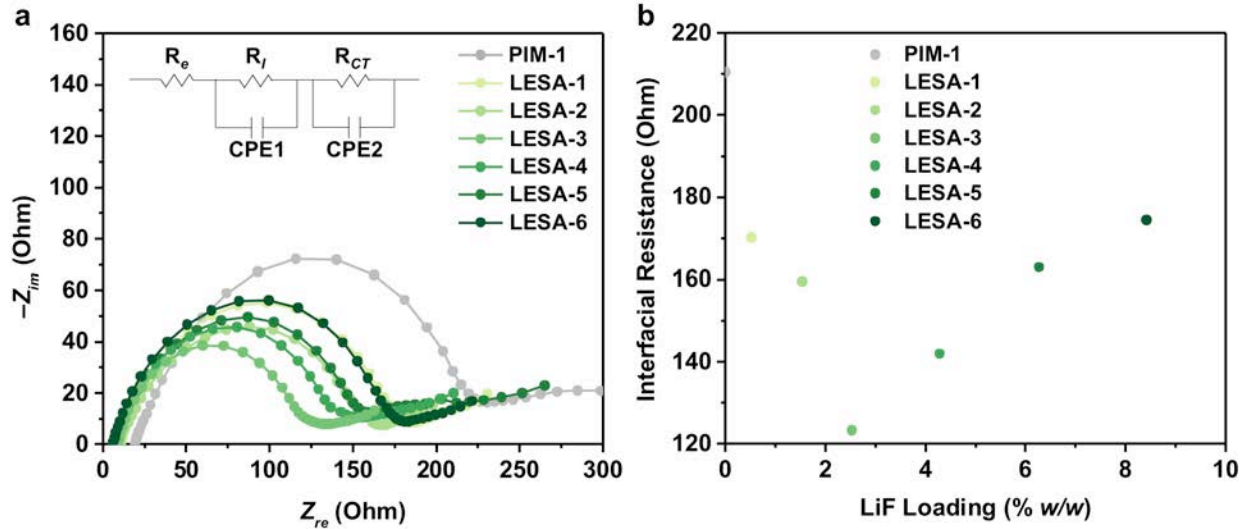 a
160
140
120
100
80
60
40
20
0
–Z_im (Ohm)
R_e
R_I
R_CT
CPE1
CPE2
PIM-1
LESA-1
LESA-2
LESA-3
LESA-4
LESA-5
LESA-6
0
50
100
150
200
250
300
Z_re (Ohm)
b
220
200
180
160
140
120
Interfacial Resistance (Ohm)
PIM-1
LESA-1
LESA-2
LESA-3
LESA-4
LESA-5
LESA-6
0
2
4
6
8
10
LiF Loading (% w/w)